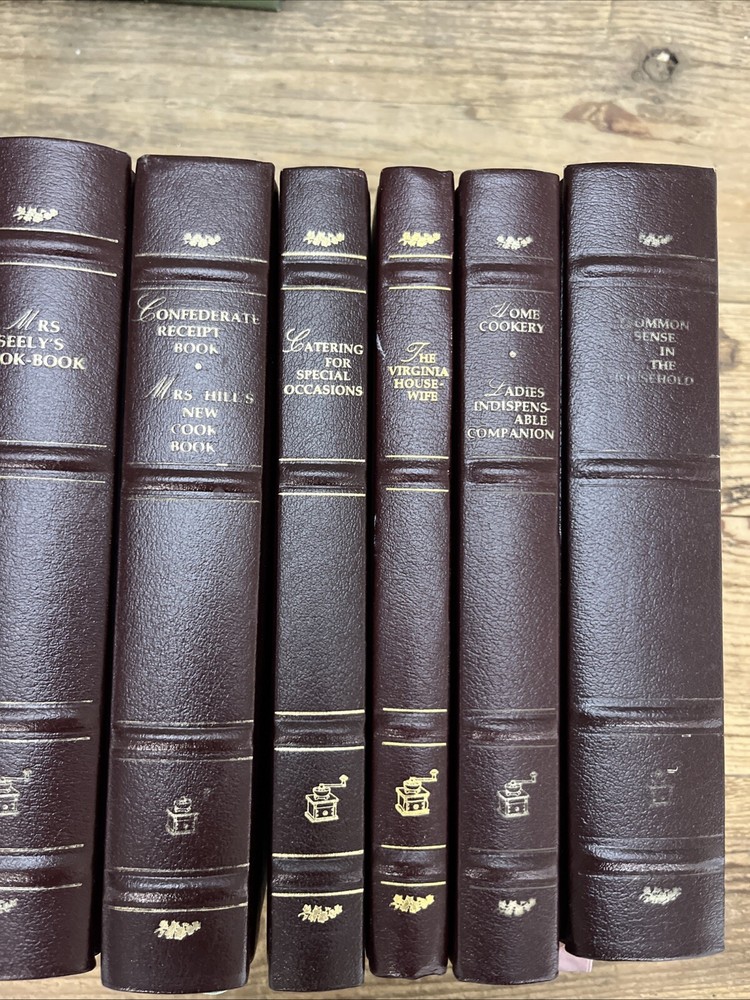 MRS
SEELY'S
OK-BOOK
CONFEDERATE
RECEIPT
BOOK
•
MRS HILL'S
NEW
COOK
BOOK
CATERING
FOR
SPECIAL
OCCASIONS
THE
VIRGINIA
HOUSE-
WIFE
HOME
COOKERY
•
LADIES
INDISPENS-
ABLE
COMPANION
COMMON
SENSE
IN
THE
HOUSEHOLD